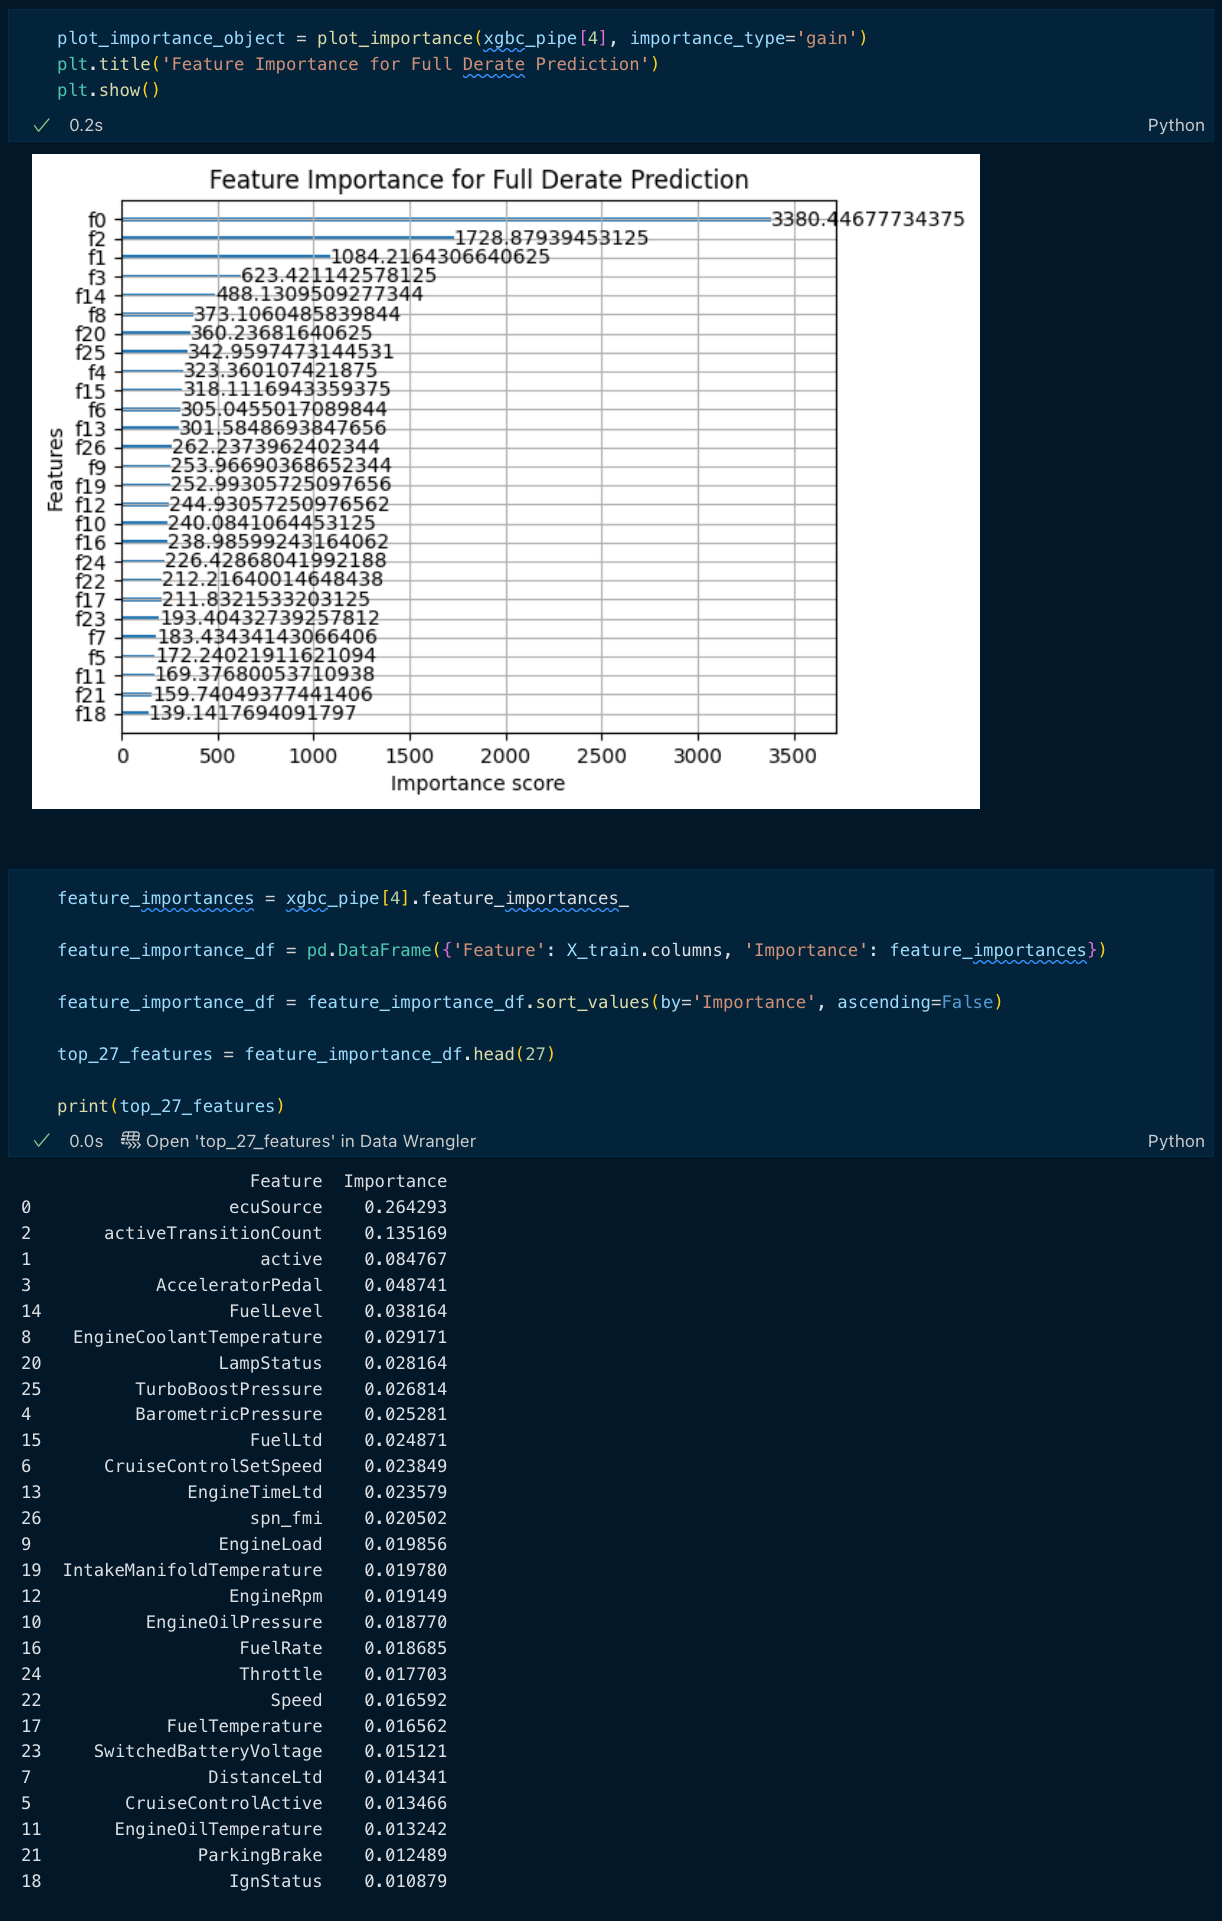 plot_importance_object = plot_importance(xgbc_pipe[4], importance_type='gain')
plt.title('Feature Importance for Full Derate Prediction')
plt.show()
0.2s
Python
Feature Importance for Full Derate Prediction
f0 3380.44677734375
f2 1728.87939453125
f1 1084.2164306640625
f3 623.421142578125
f14 488.1309509277344
f8 373.1060485839844
f20 360.23681640625
f25 342.9597473144531
f4 323.360107421875
f15 318.1116943359375
f6 305.0455017089844
f13 301.5848693847656
f26 262.2373962402344
f9 253.96690368652344
f19 252.99305725097656
f12 244.93057250976562
f10 240.0841064453125
f16 238.98599243164062
f24 226.42868041992188
f22 212.21640014648438
f17 211.8321533203125
f23 193.40432739257812
f7 183.43434143066406
f5 172.24021911621094
f11 169.37680053710938
f21 159.74049377441406
f18 139.1417694091797
Features
0 500 1000 1500 2000 2500 3000 3500
Importance score
feature_importances = xgbc_pipe[4].feature_importances_
feature_importance_df = pd.DataFrame({'Feature': X_train.columns, 'Importance': feature_importances})
feature_importance_df = feature_importance_df.sort_values(by='Importance', ascending=False)
top_27_features = feature_importance_df.head(27)
print(top_27_features)
0.0s Open 'top_27_features' in Data Wrangler
Python
Feature Importance
0 ecuSource 0.264293
2 activeTransitionCount 0.135169
1 active 0.084767
3 AcceleratorPedal 0.048741
14 FuelLevel 0.038164
8 EngineCoolantTemperature 0.029171
20 LampStatus 0.028164
25 TurboBoostPressure 0.026814
4 BarometricPressure 0.025281
15 FuelLtd 0.024871
6 CruiseControlSetSpeed 0.023849
13 EngineTimeLtd 0.023579
26 spn_fmi 0.020502
9 EngineLoad 0.019856
19 IntakeManifoldTemperature 0.019780
12 EngineRpm 0.019149
10 EngineOilPressure 0.018770
16 FuelRate 0.018685
24 Throttle 0.017703
22 Speed 0.016592
17 FuelTemperature 0.016562
23 SwitchedBatteryVoltage 0.015121
7 DistanceLtd 0.014341
5 CruiseControlActive 0.013466
11 EngineOilTemperature 0.013242
21 ParkingBrake 0.012489
18 IgnStatus 0.010879